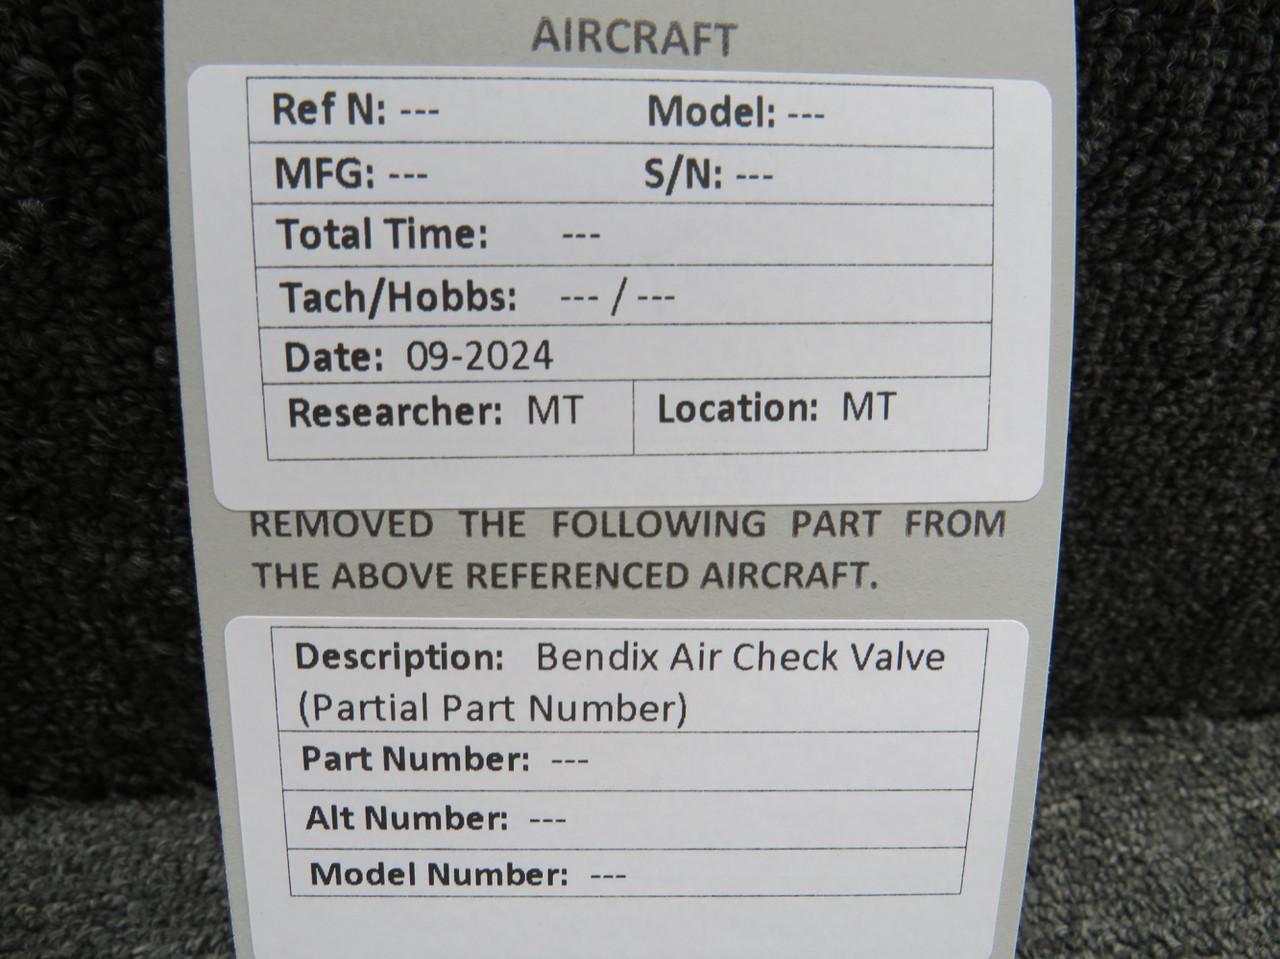 AIRCRAFT
Ref N: --- Model: ---
MFG: --- S/N: ---
Total Time: ---
Tach/Hobbs: --- / ---
Date: 09-2024
Researcher: MT Location: MT
REMOVED THE FOLLOWING PART FROM
THE ABOVE REFERENCED AIRCRAFT.
Description: Bendix Air Check Valve
(Partial Part Number)
Part Number: ---
Alt Number: ---
Model Number: ---